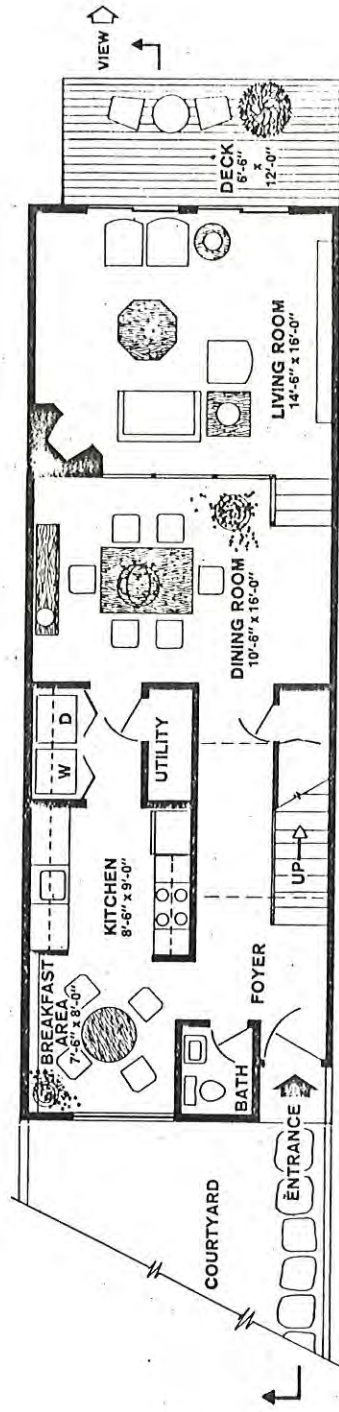 VIEW
DECK
6'-6"
x
12'-0"
LIVING ROOM
14'-6" x 16'-0"
DINING ROOM
10'-6" x 16'-0"
W
D
UTILITY
KITCHEN
8'-6" x 9'-0"
BREAKFAST
AREA
7'-6" x 8'-0"
UP
FOYER
BATH
ENTRANCE
COURTYARD